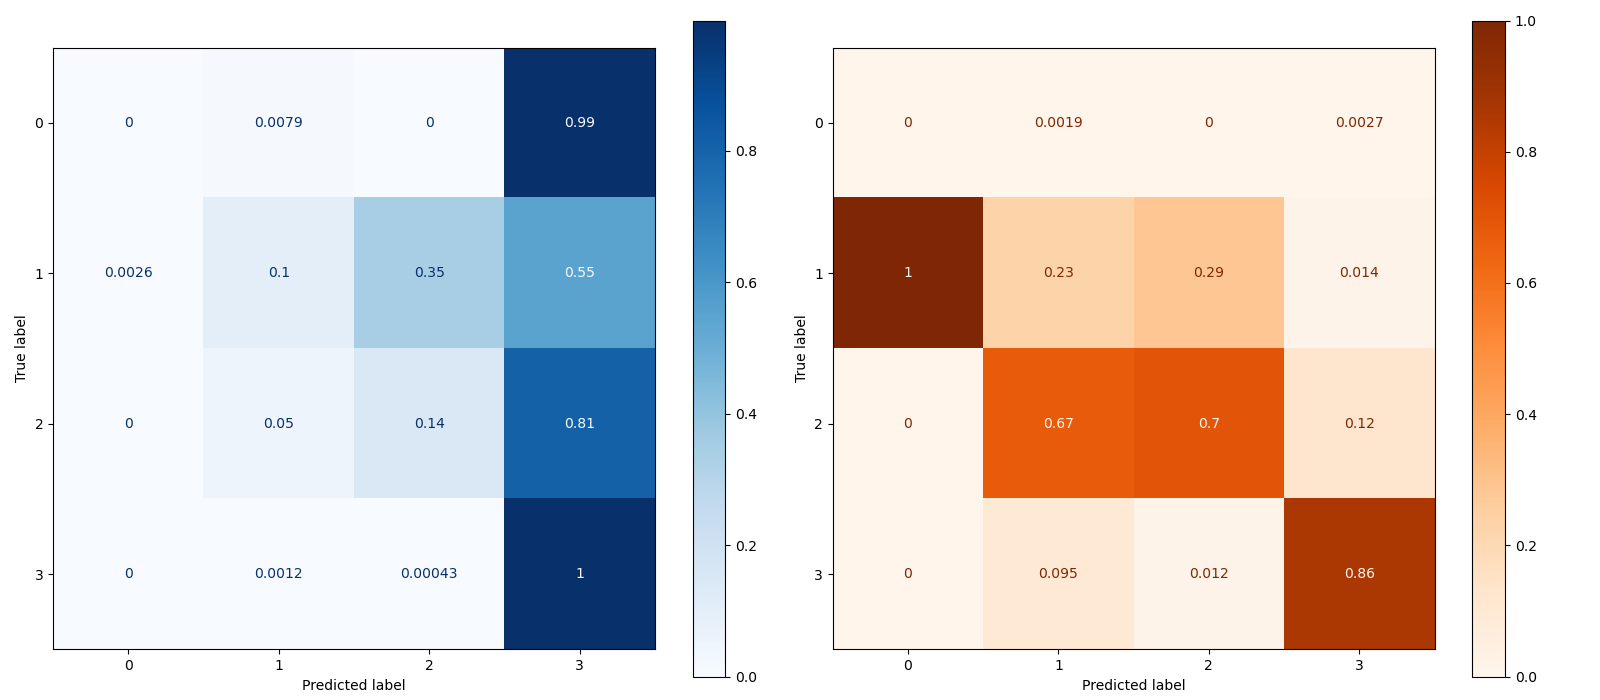 0 0 0.0079 0 0.99
1 0.0026 0.1 0.35 0.55
2 0 0.05 0.14 0.81
3 0 0.0012 0.00043 1
0 1 2 3
True label
Predicted label
0.8
0.6
0.4
0.2
0.0
0 0 0.0019 0 0.0027
1 1 0.23 0.29 0.014
2 0 0.67 0.7 0.12
3 0 0.095 0.012 0.86
0 1 2 3
True label
Predicted label
1.0
0.8
0.6
0.4
0.2
0.0